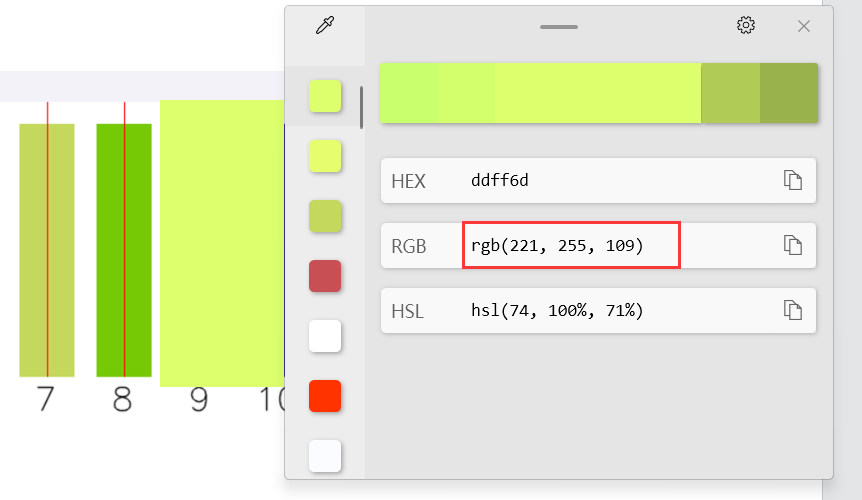 HEX ddff6d
RGB rgb(221, 255, 109)
HSL hsl(74, 100%, 71%)
7 8 9 10